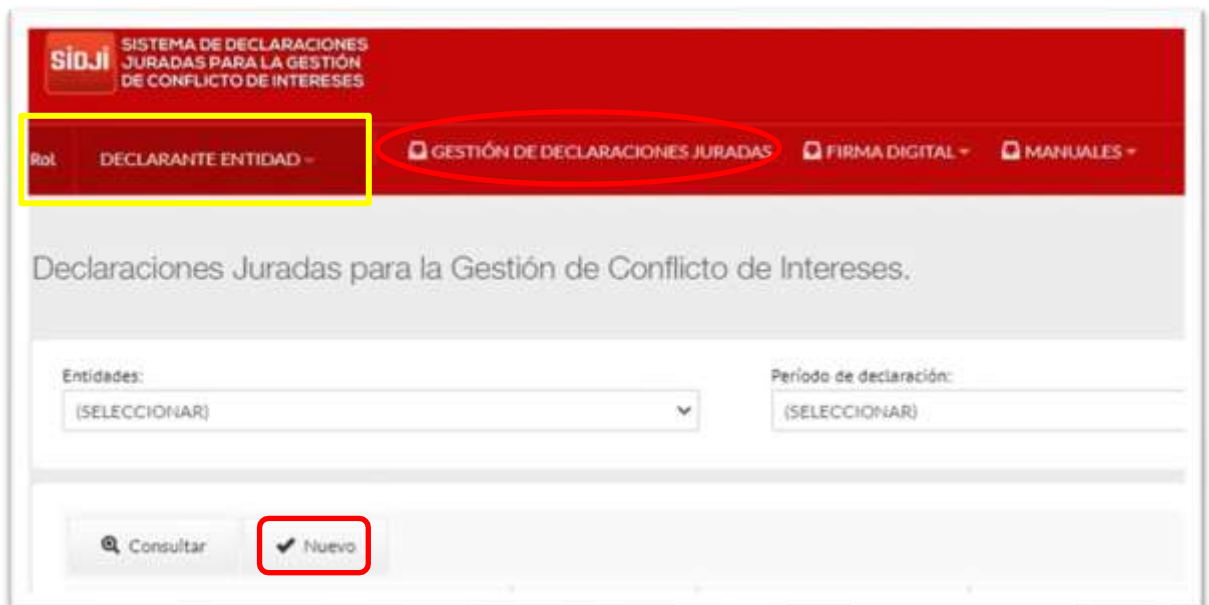 SIDJI
SISTEMA DE DECLARACIONES
JURADAS PARA LA GESTIÓN
DE CONFLICTO DE INTERESES
Rol DECLARANTE ENTIDAD GESTIÓN DE DECLARACIONES JURADAS FIRMA DIGITAL MANUALES
Declaraciones Juradas para la Gestión de Conflicto de Intereses.
Entidades: Período de declaración:
(SELECCIONAR) (SELECCIONAR)
Consultar Nuevo